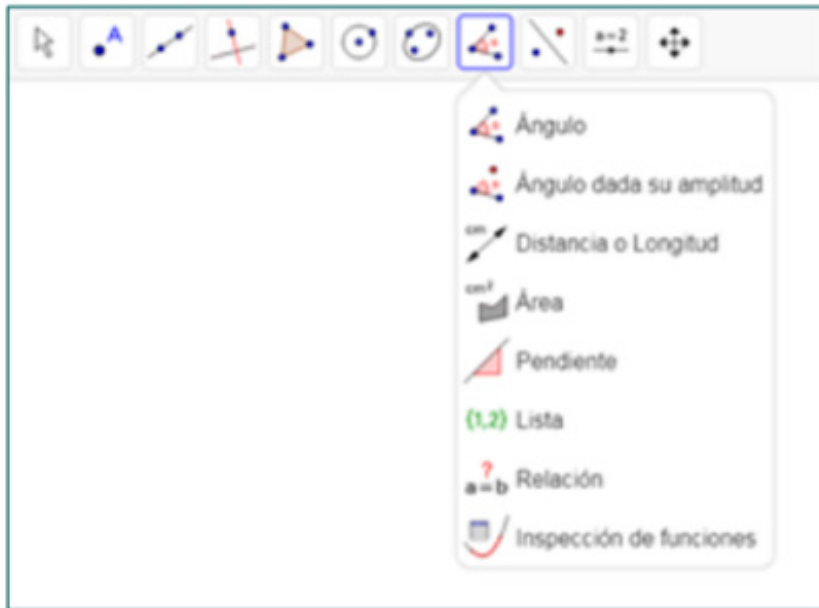 A
a=2
Ángulo
Ángulo dada su amplitud
cm
Distancia o Longitud
cm²
Área
Pendiente
{1,2} Lista
?
a=b
Relación
Inspección de funciones